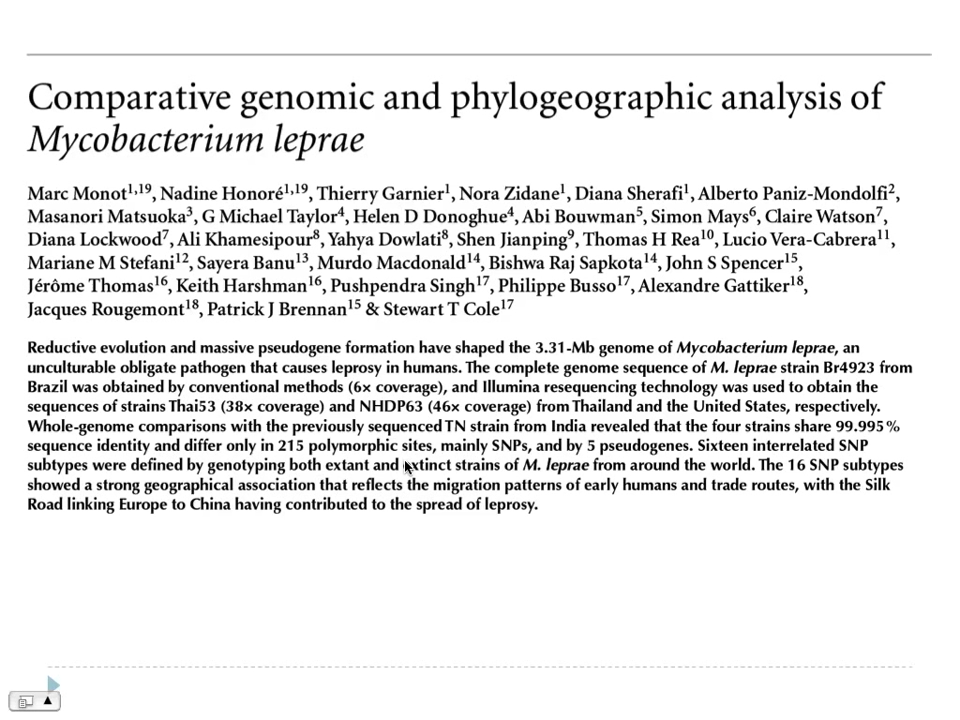 Comparative genomic and phylogeographic analysis of
Mycobacterium leprae
Marc Monot1,19, Nadine Honoré1,19, Thierry Garnier1, Nora Zidane1, Diana Sherafi1, Alberto Paniz-Mondolfi2,
Masanori Matsuoka3, G Michael Taylor4, Helen D Donoghue4, Abi Bouwman5, Simon Mays6, Claire Watson7,
Diana Lockwood7, Ali Khamesipour8, Yahya Dowlati8, Shen Jianping9, Thomas H Rea10, Lucio Vera-Cabrera11,
Mariane M Stefani12, Sayera Banu13, Murdo Macdonald14, Bishwa Raj Sapkota14, John S Spencer15,
Jérôme Thomas16, Keith Harshman16, Pushpendra Singh17, Philippe Busso17, Alexandre Gattiker18,
Jacques Rougemont18, Patrick J Brennan15 & Stewart T Cole17
Reductive evolution and massive pseudogene formation have shaped the 3.31-Mb genome of Mycobacterium leprae, an
unculturable obligate pathogen that causes leprosy in humans. The complete genome sequence of M. leprae strain Br4923 from
Brazil was obtained by conventional methods (6× coverage), and Illumina resequencing technology was used to obtain the
sequences of strains Thai53 (38× coverage) and NHDP63 (46× coverage) from Thailand and the United States, respectively.
Whole-genome comparisons with the previously sequenced TN strain from India revealed that the four strains share 99.995%
sequence identity and differ only in 215 polymorphic sites, mainly SNPs, and by 5 pseudogenes. Sixteen interrelated SNP
subtypes were defined by genotyping both extant and extinct strains of M. leprae from around the world. The 16 SNP subtypes
showed a strong geographical association that reflects the migration patterns of early humans and trade routes, with the Silk
Road linking Europe to China having contributed to the spread of leprosy.